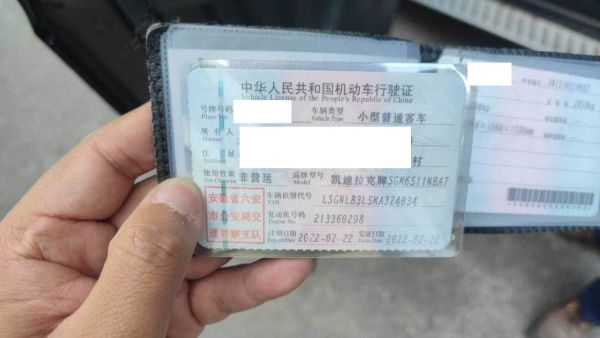 中华人民共和国机动车行驶证
Vehicle License of the People's Republic of China
号牌号码 车辆类型 小型普通客车
Plate No. Vehicle Type
所有人
住址 村
Address
使用性质 非营运 品牌型号 凯迪拉克牌SGM6511NBA7
Use Character Model
安徽省六安
市公安局交
通警察支队
车辆识别代号 LSGNL83L5MA324034
VIN
发动机号码 213360298
Engine No.
注册日期 2022-02-22 发证日期 2022-02-22
Register Date Issue Date